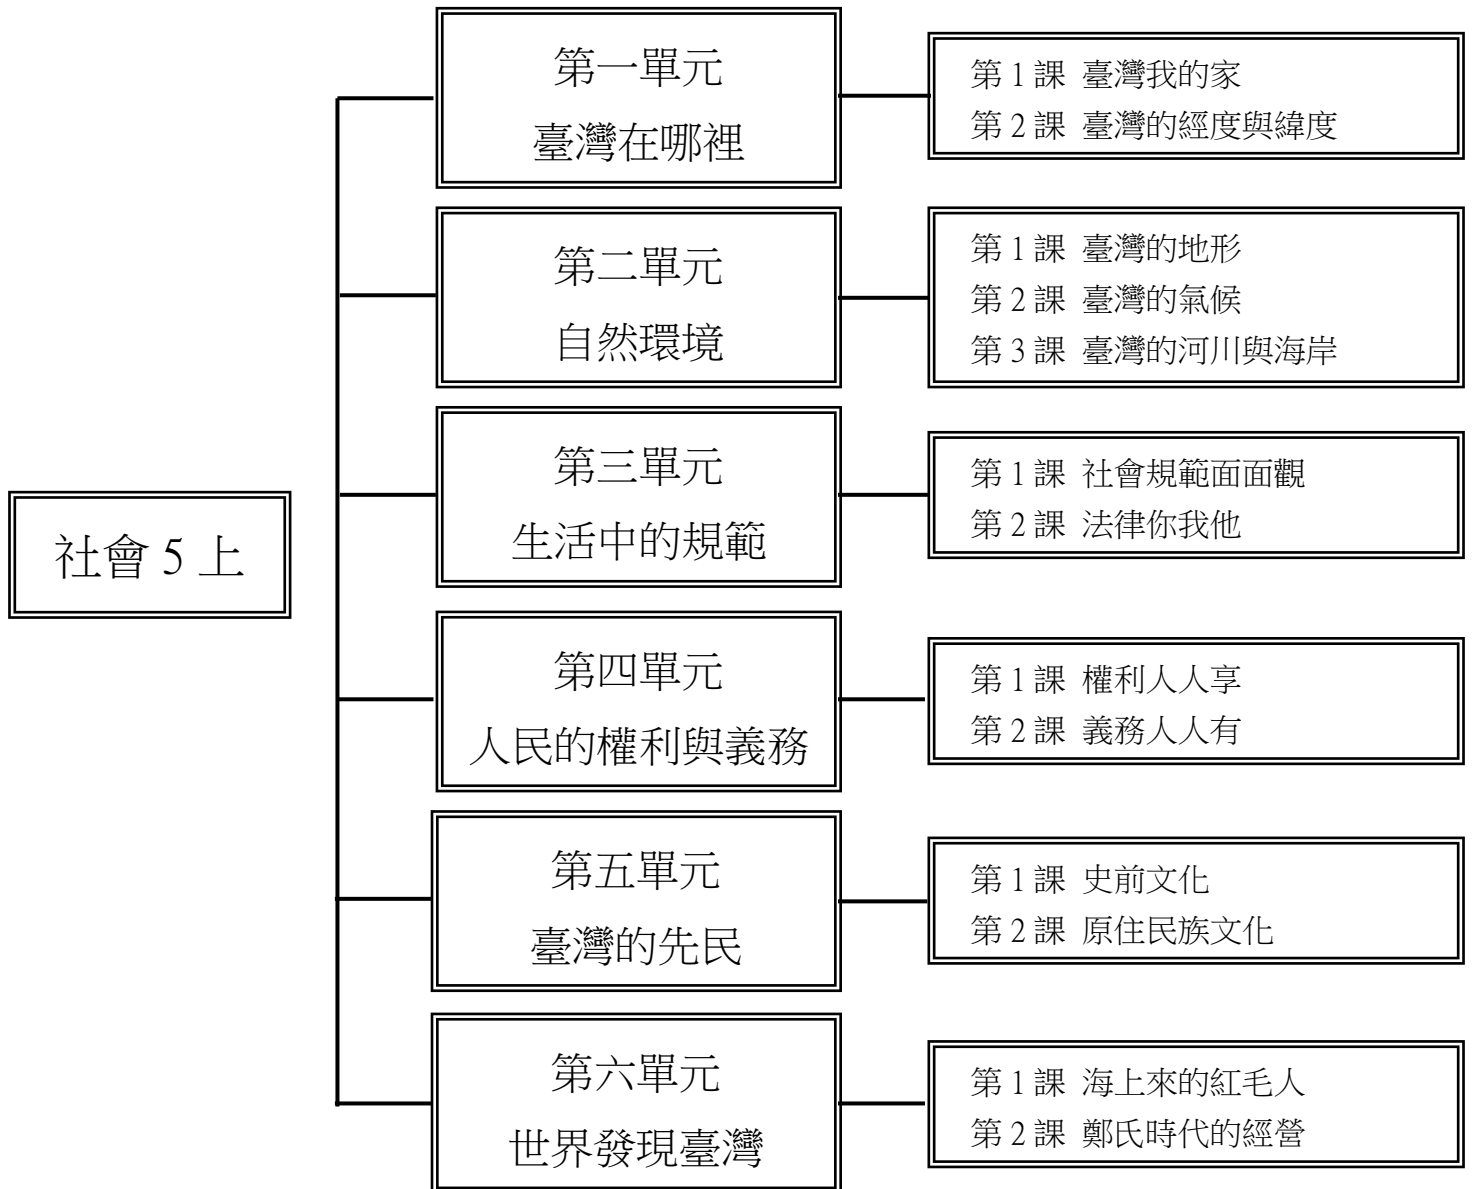 社會 5 上
第一單元
臺灣在哪裡
第 1 課 臺灣我的家
第 2 課 臺灣的經度與緯度
第二單元
自然環境
第 1 課 臺灣的地形
第 2 課 臺灣的氣候
第 3 課 臺灣的河川與海岸
第三單元
生活中的規範
第 1 課 社會規範面面觀
第 2 課 法律你我他
第四單元
人民的權利與義務
第 1 課 權利人人享
第 2 課 義務人人有
第五單元
臺灣的先民
第 1 課 史前文化
第 2 課 原住民族文化
第六單元
世界發現臺灣
第 1 課 海上來的紅毛人
第 2 課 鄭氏時代的經營